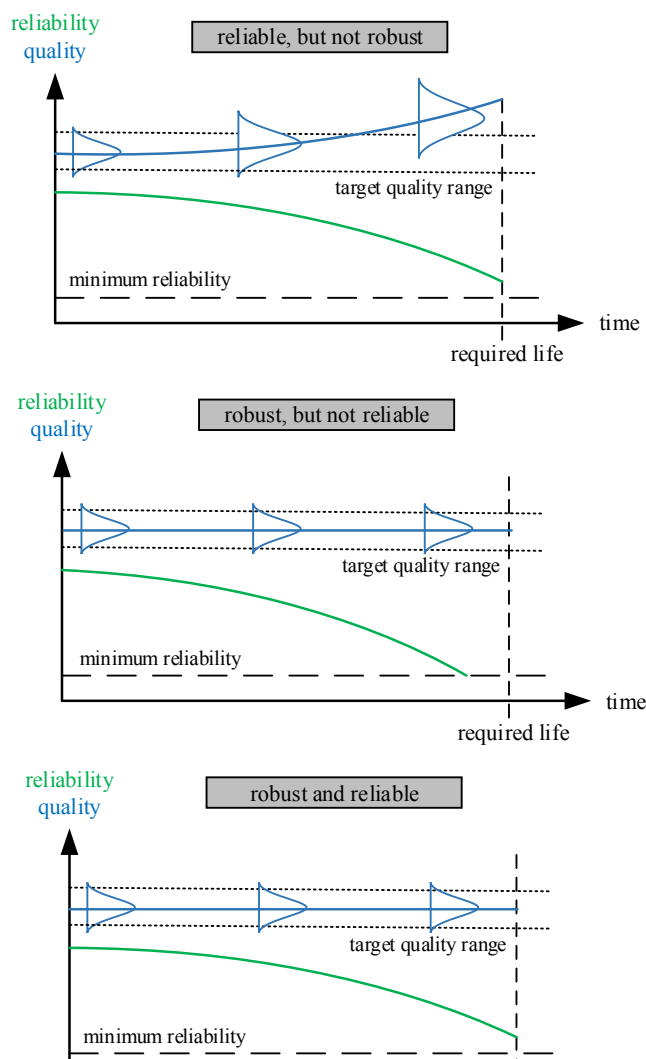 reliability
quality
reliable, but not robust
target quality range
minimum reliability
time
required life
reliability
quality
robust, but not reliable
target quality range
minimum reliability
time
required life
reliability
quality
robust and reliable
target quality range
minimum reliability